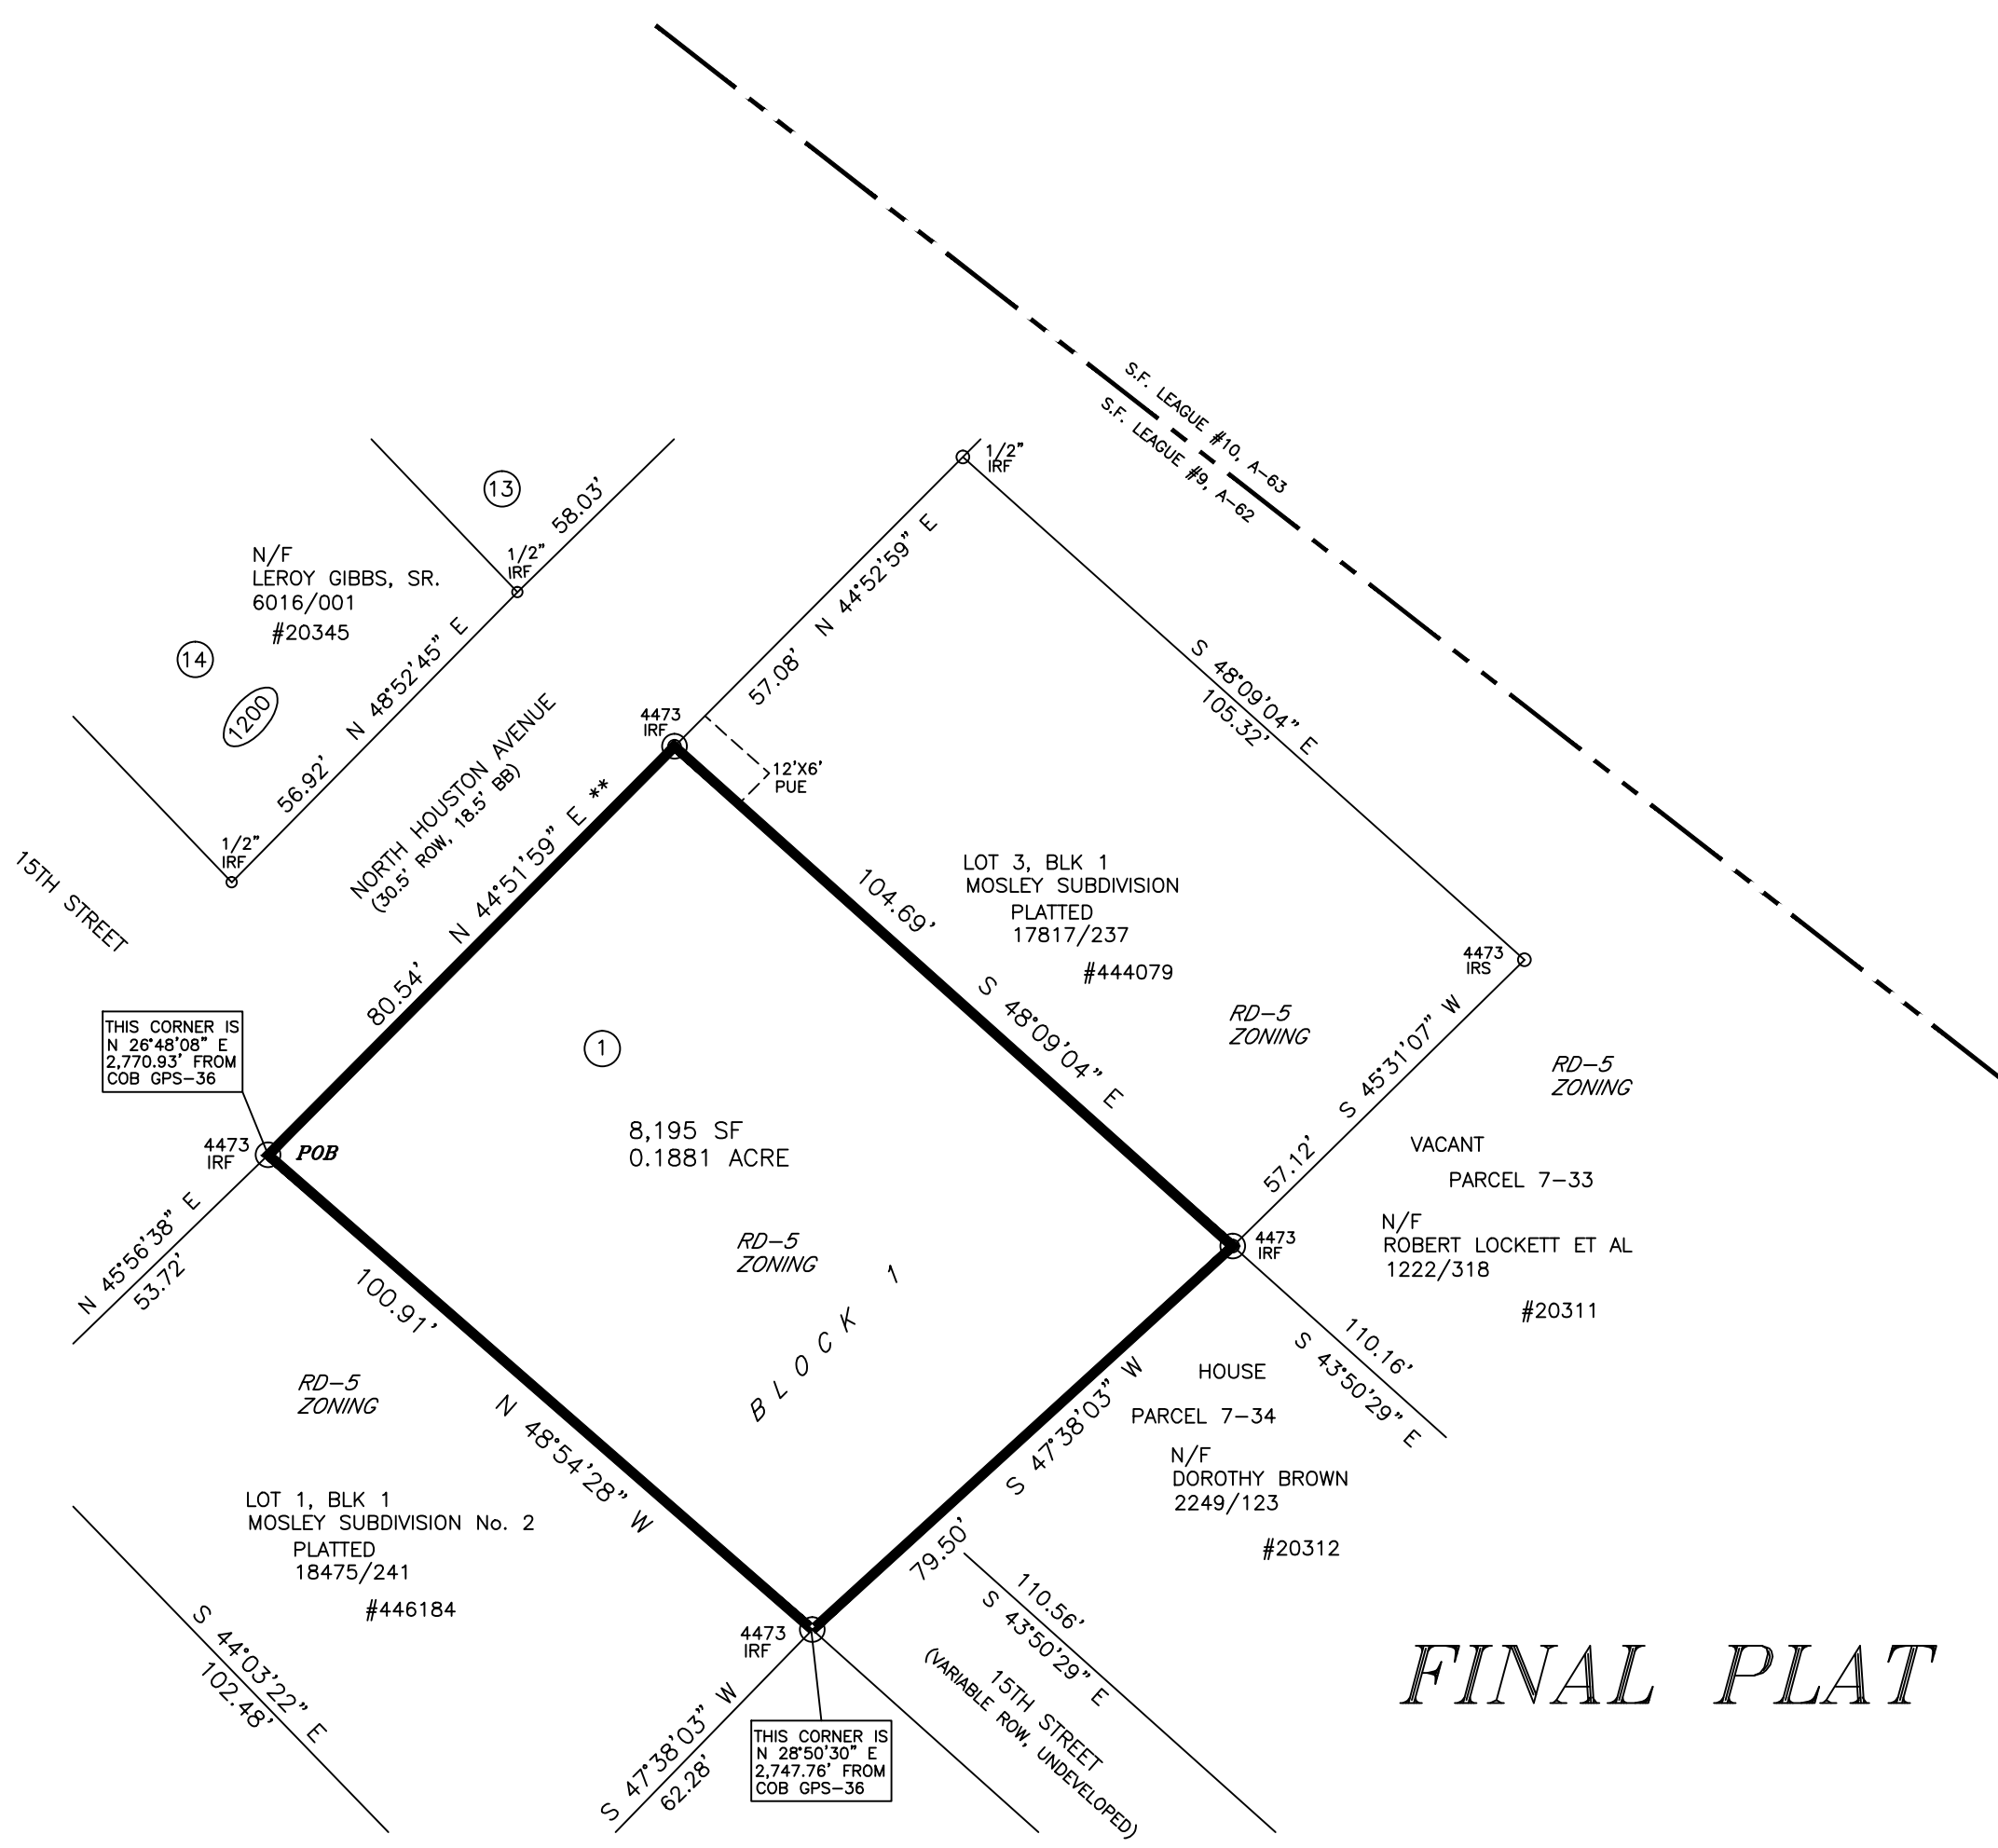 S.F. LEAGUE #10, A-63
S.F. LEAGUE #9, A-62
1/2"
IRF
13
58.03'
1/2"
IRF
N/F
LEROY GIBBS, SR.
6016/001
#20345
14
1200
N 48°52'45" E
56.92'
1/2"
IRF
15TH STREET
NORTH HOUSTON AVENUE
(30.5' ROW, 18.5' BB)
N 44°52'59" E
57.08'
4473
IRF
12'X6'
PUE
S 48°09'04" E
105.32'
N 44°51'59" E **
80.54'
104.69'
S 48°09'04" E
LOT 3, BLK 1
MOSLEY SUBDIVISION
PLATTED
17817/237
#444079
4473
IRS
RD-5
ZONING
S 45°31'07" W
57.12'
RD-5
ZONING
THIS CORNER IS
N 26°48'08" E
2,770.93' FROM
COB GPS-36
1
8,195 SF
0.1881 ACRE
4473
IRF
POB
N 45°56'38" E
53.72'
VACANT
PARCEL 7-33
N/F
ROBERT LOCKETT ET AL
1222/318
#20311
4473
IRF
RD-5
ZONING
BLOCK 1
100.91'
N 48°54'28" W
110.16'
S 43°50'29" E
HOUSE
PARCEL 7-34
N/F
DOROTHY BROWN
2249/123
#20312
S 47°38'03" W
79.50'
RD-5
ZONING
LOT 1, BLK 1
MOSLEY SUBDIVISION No. 2
PLATTED
18475/241
#446184
S 44°03'22" E
102.48'
4473
IRF
S 47°38'03" W
62.28'
THIS CORNER IS
N 28°50'30" E
2,747.76' FROM
COB GPS-36
110.56'
S 43°50'29" E
15TH STREET
(VARIABLE ROW, UNDEVELOPED)
FINAL PLAT